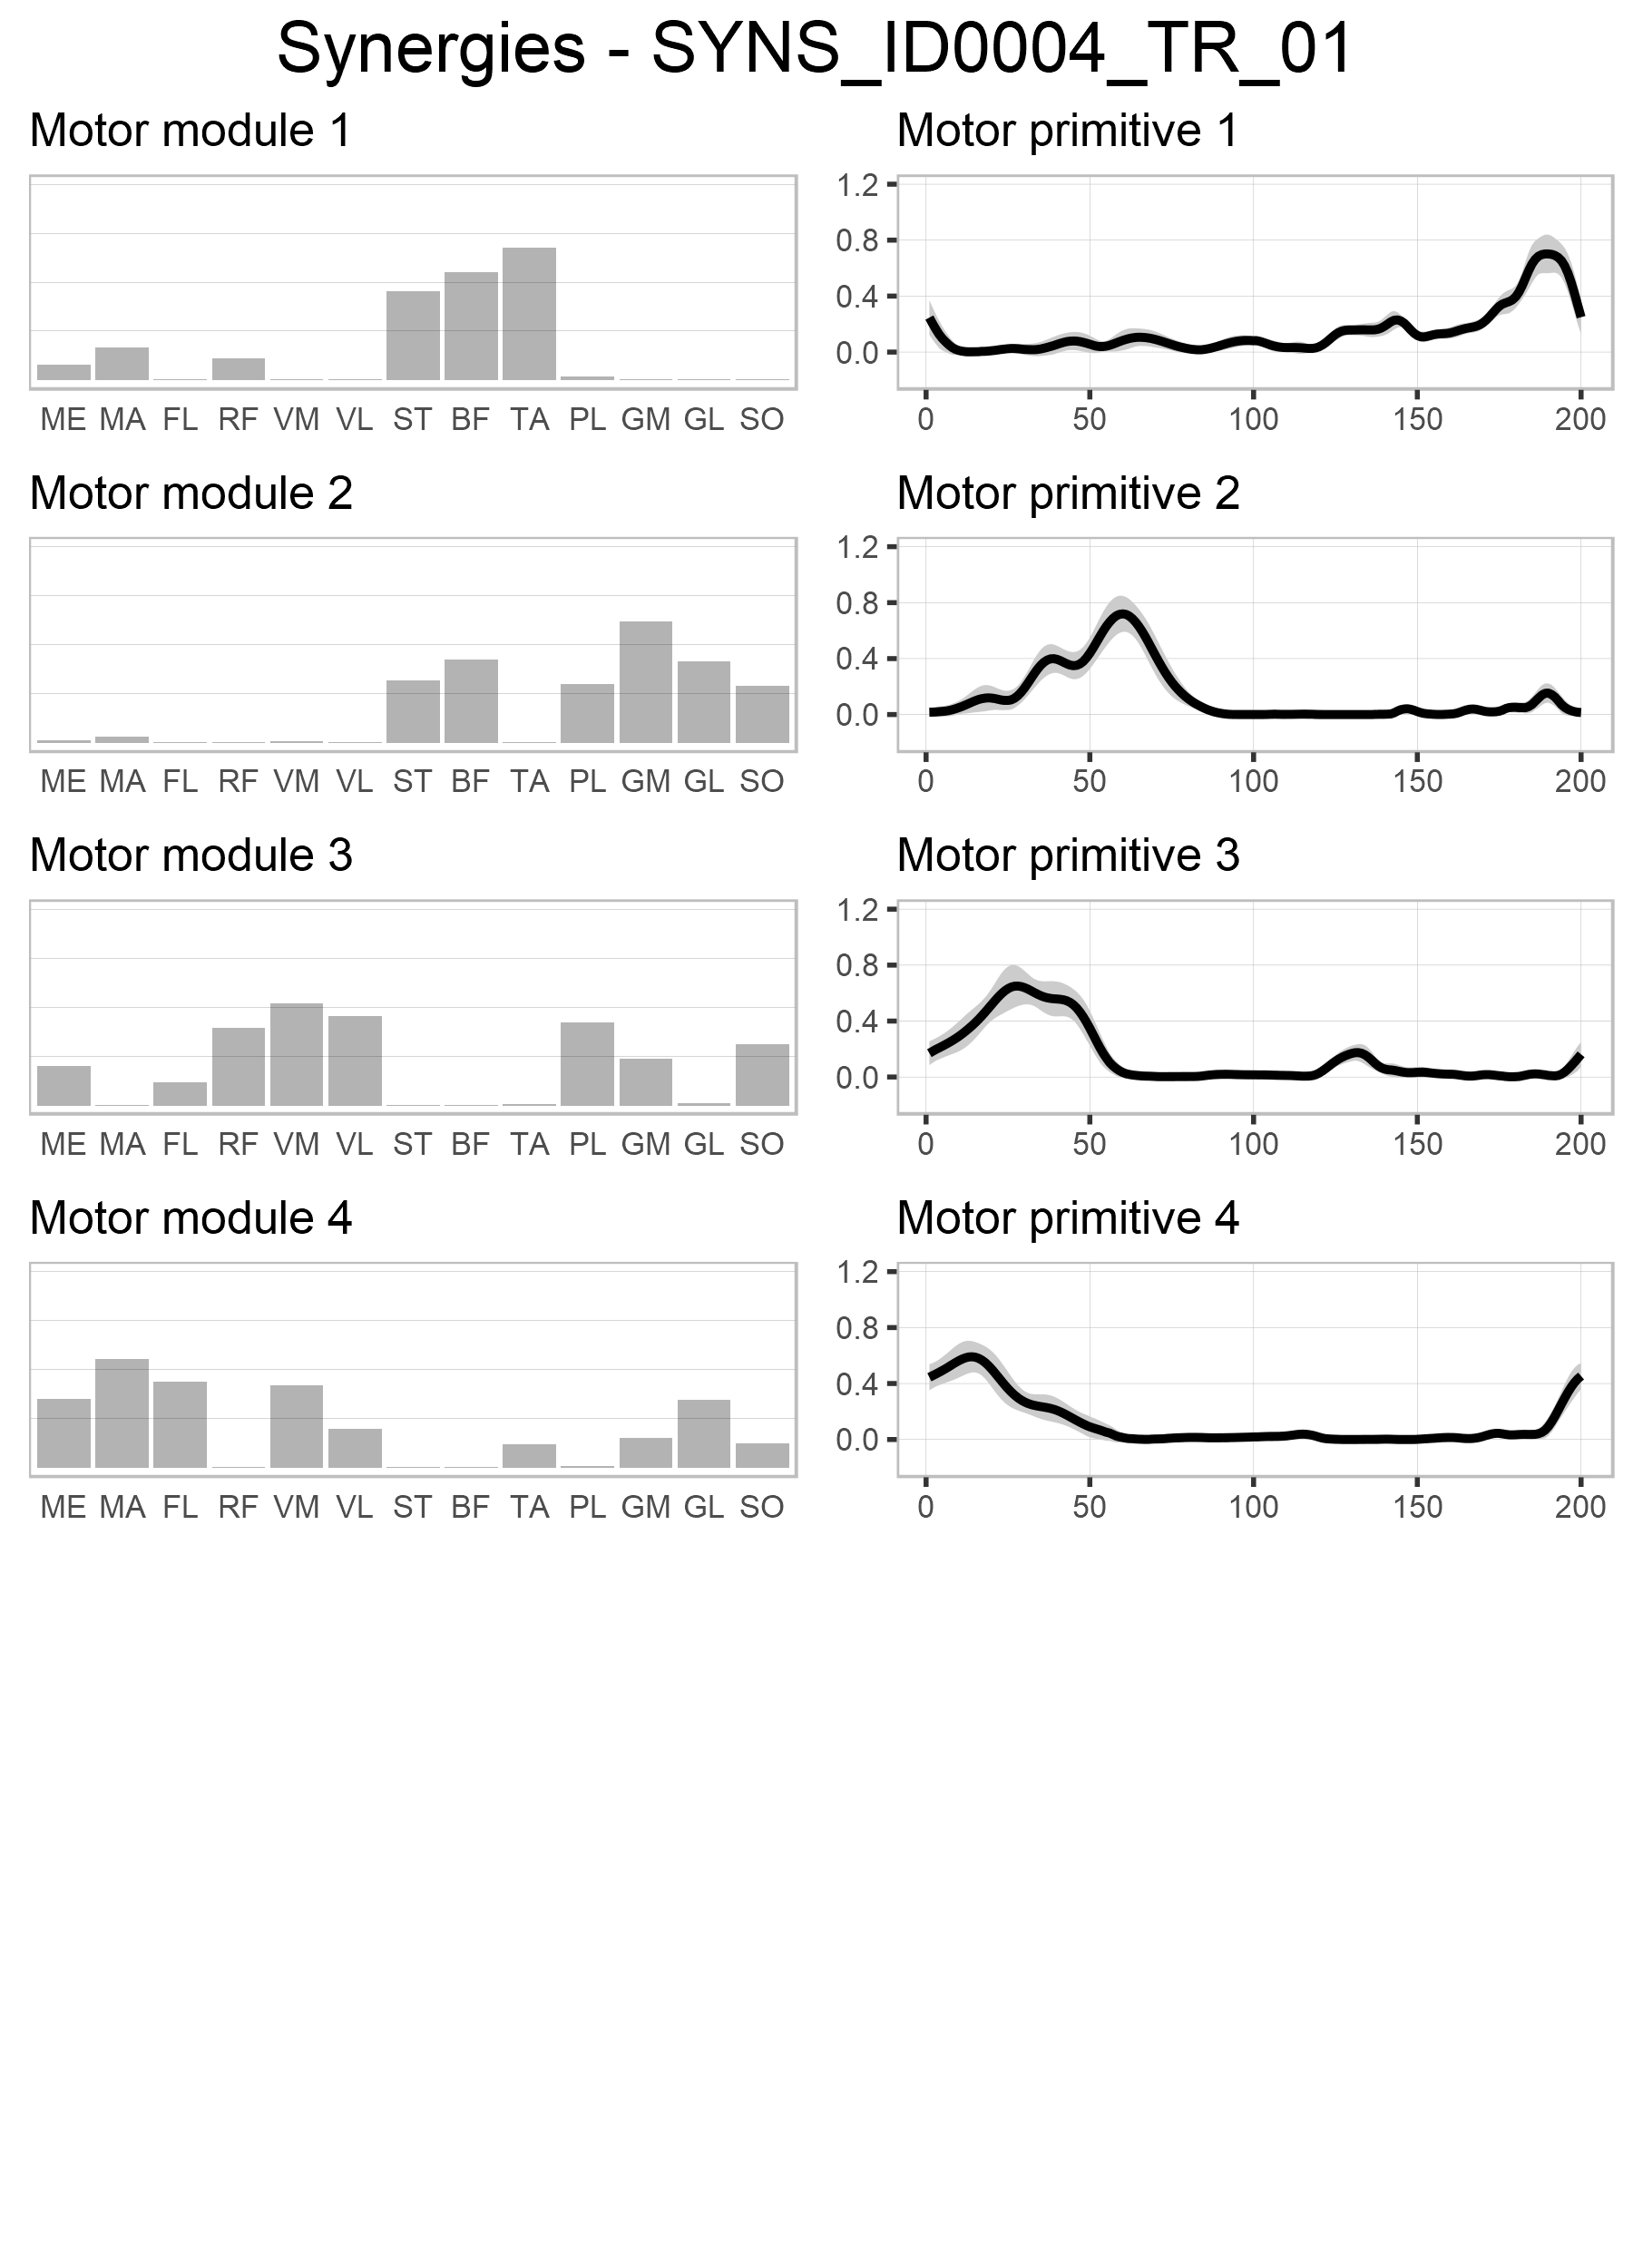 Synergies - SYNS_ID0004_TR_01
Motor module 1
Motor primitive 1
1.2
0.8
0.4
0.0
ME MA FL RF VM VL ST BF TA PL GM GL SO
0 50 100 150 200
Motor module 2
Motor primitive 2
1.2
0.8
0.4
0.0
ME MA FL RF VM VL ST BF TA PL GM GL SO
0 50 100 150 200
Motor module 3
Motor primitive 3
1.2
0.8
0.4
0.0
ME MA FL RF VM VL ST BF TA PL GM GL SO
0 50 100 150 200
Motor module 4
Motor primitive 4
1.2
0.8
0.4
0.0
ME MA FL RF VM VL ST BF TA PL GM GL SO
0 50 100 150 200